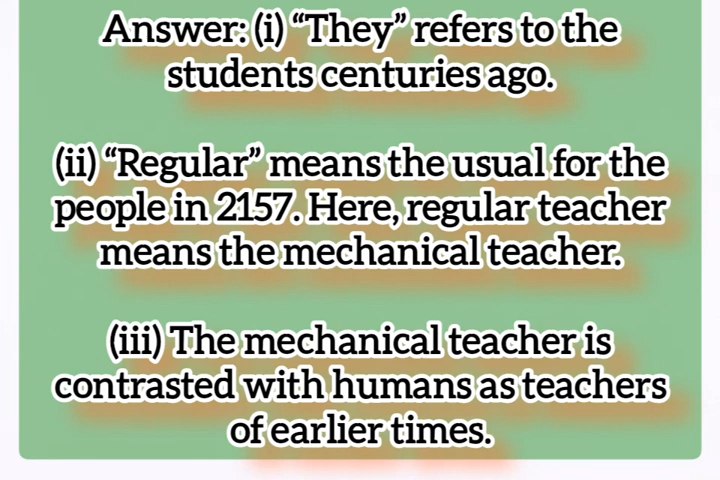 Answer: (i) “They” refers to the
students centuries ago.
(ii) “Regular” means the usual for the
people in 2157. Here, regular teacher
means the mechanical teacher.
(iii) The mechanical teacher is
contrasted with humans as teachers
of earlier times.